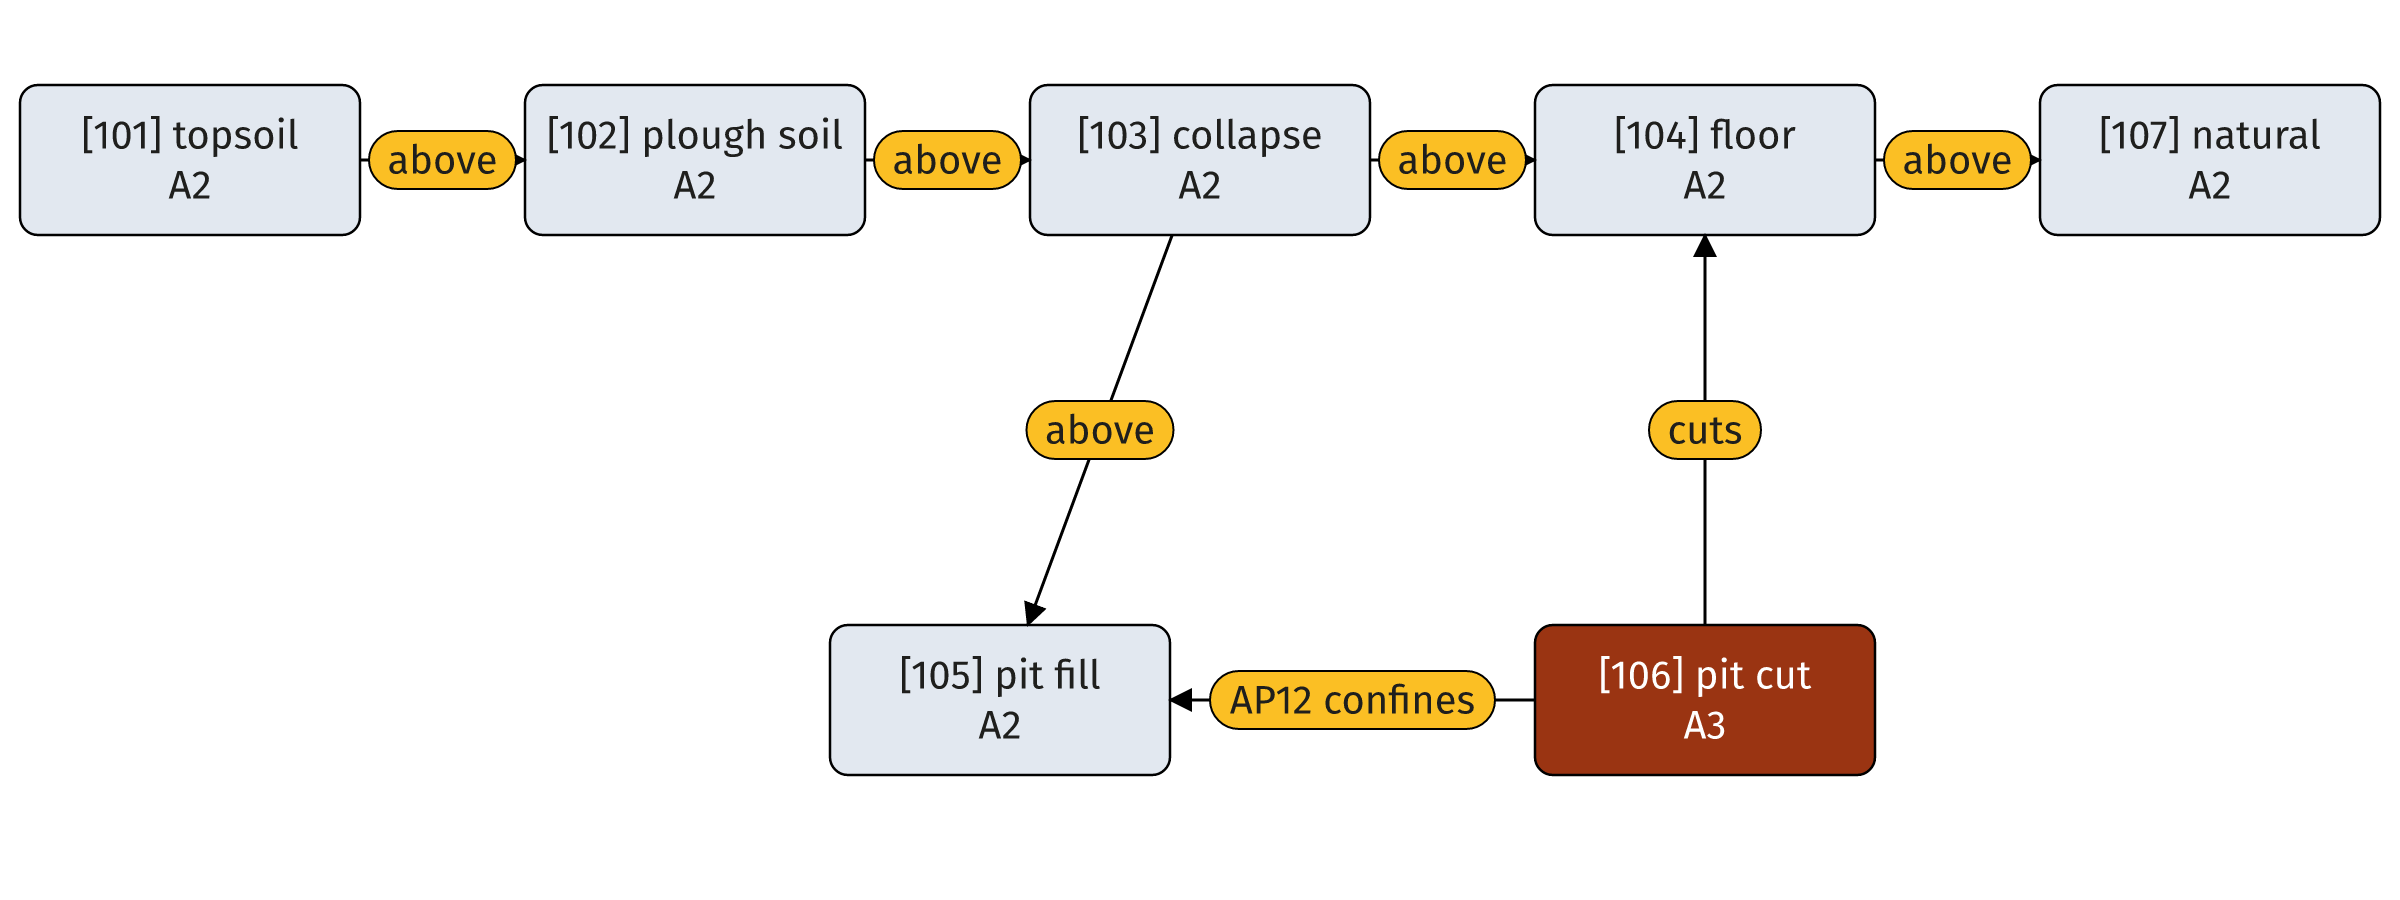 [101] topsoil
A2
above
[102] plough soil
A2
above
[103] collapse
A2
above
[104] floor
A2
above
[107] natural
A2
above
cuts
[105] pit fill
A2
AP12 confines
[106] pit cut
A3